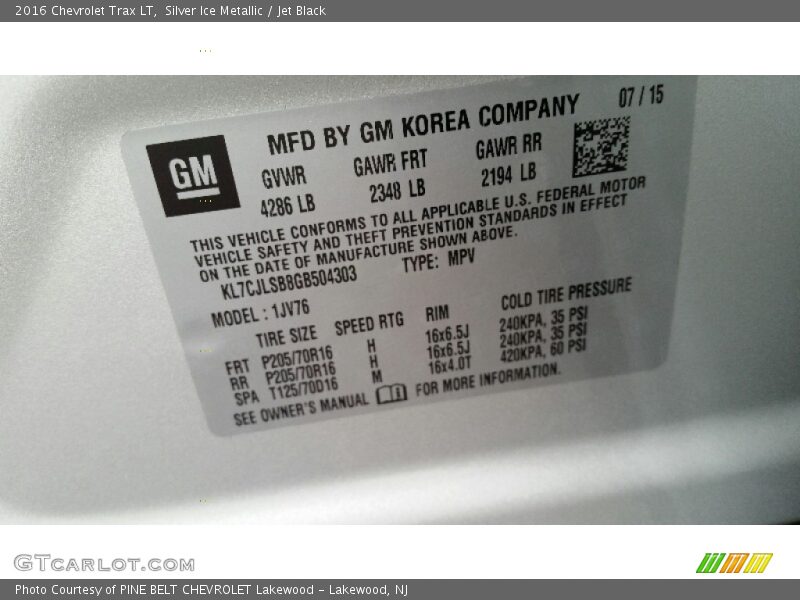 2016 Chevrolet Trax LT,  Silver Ice Metallic / Jet Black
GM
MFD BY GM KOREA COMPANY 07 / 15
GVWR GAWR FRT GAWR RR
4286 LB 2348 LB 2194 LB
THIS VEHICLE CONFORMS TO ALL APPLICABLE U.S. FEDERAL MOTOR
VEHICLE SAFETY AND THEFT PREVENTION STANDARDS IN EFFECT
ON THE DATE OF MANUFACTURE SHOWN ABOVE.
KL7CJLSB8GB504303 TYPE: MPV
MODEL : 1JV76
TIRE SIZE SPEED RTG RIM COLD TIRE PRESSURE
FRT P205/70R16 H 16x6.5J 240KPA, 35 PSI
RR P205/70R16 H 16x6.5J 240KPA, 35 PSI
SPA T125/70D16 M 16x4.0T 420KPA, 60 PSI
SEE OWNER'S MANUAL FOR MORE INFORMATION.
GTcarlot.com
Photo Courtesy of PINE BELT CHEVROLET Lakewood - Lakewood, NJ